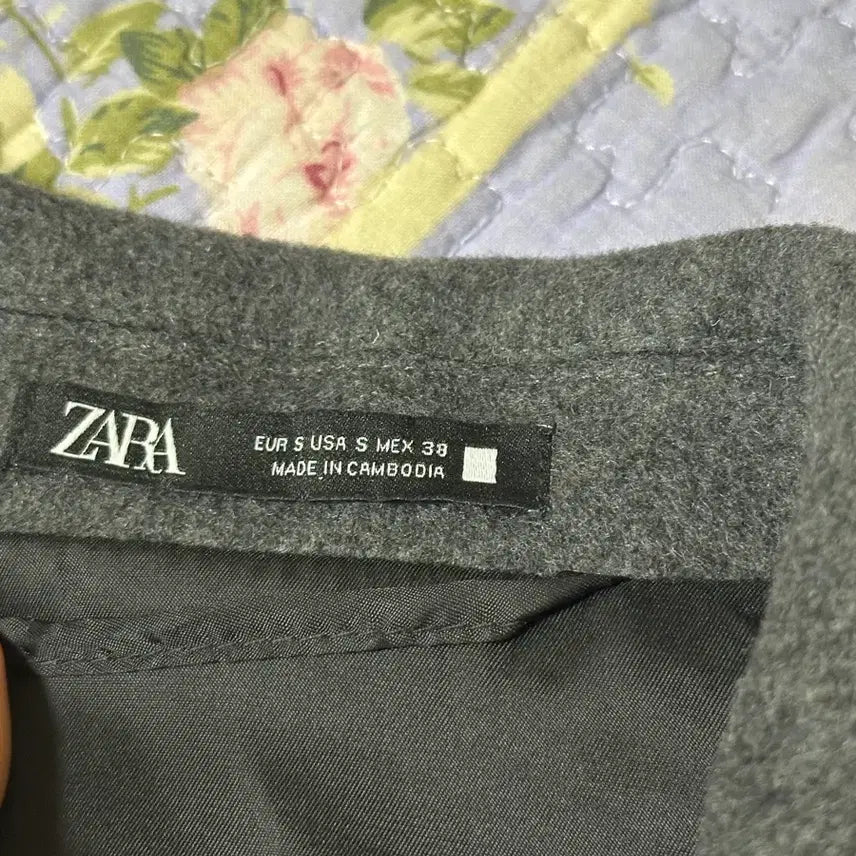 ZARA
EUR S USA S MEX 38
MADE IN CAMBODIA